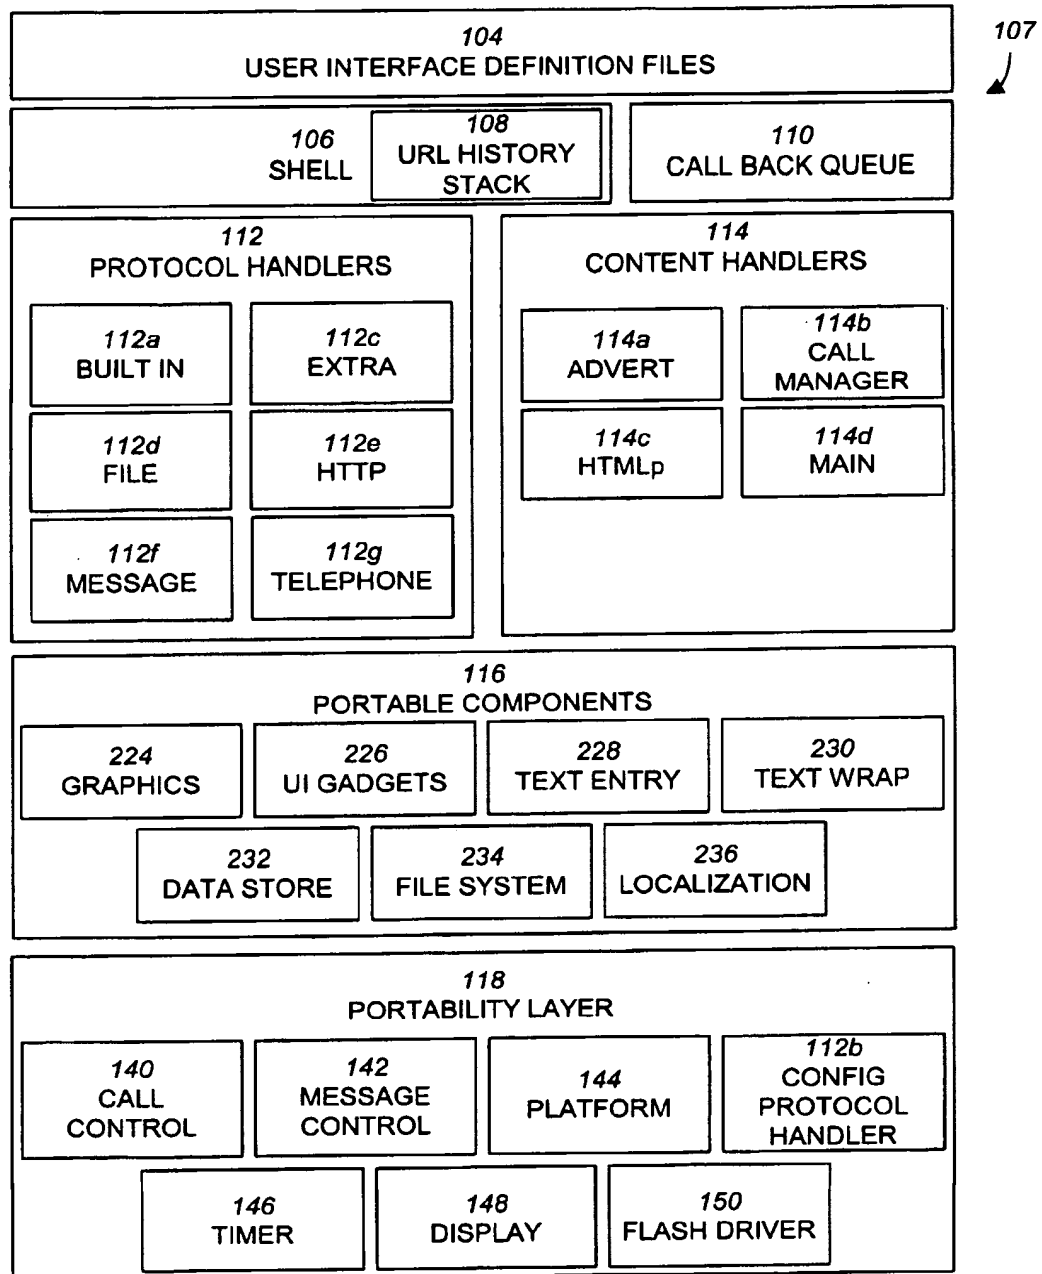 107
104
USER INTERFACE DEFINITION FILES
106
SHELL
108
URL HISTORY
STACK
110
CALL BACK QUEUE
112
PROTOCOL HANDLERS
112a
BUILT IN
112c
EXTRA
112d
FILE
112e
HTTP
112f
MESSAGE
112g
TELEPHONE
114
CONTENT HANDLERS
114a
ADVERT
114b
CALL
MANAGER
114c
HTMLp
114d
MAIN
116
PORTABLE COMPONENTS
224
GRAPHICS
226
UI GADGETS
228
TEXT ENTRY
230
TEXT WRAP
232
DATA STORE
234
FILE SYSTEM
236
LOCALIZATION
118
PORTABILITY LAYER
140
CALL
CONTROL
142
MESSAGE
CONTROL
144
PLATFORM
112b
CONFIG
PROTOCOL
HANDLER
146
TIMER
148
DISPLAY
150
FLASH DRIVER